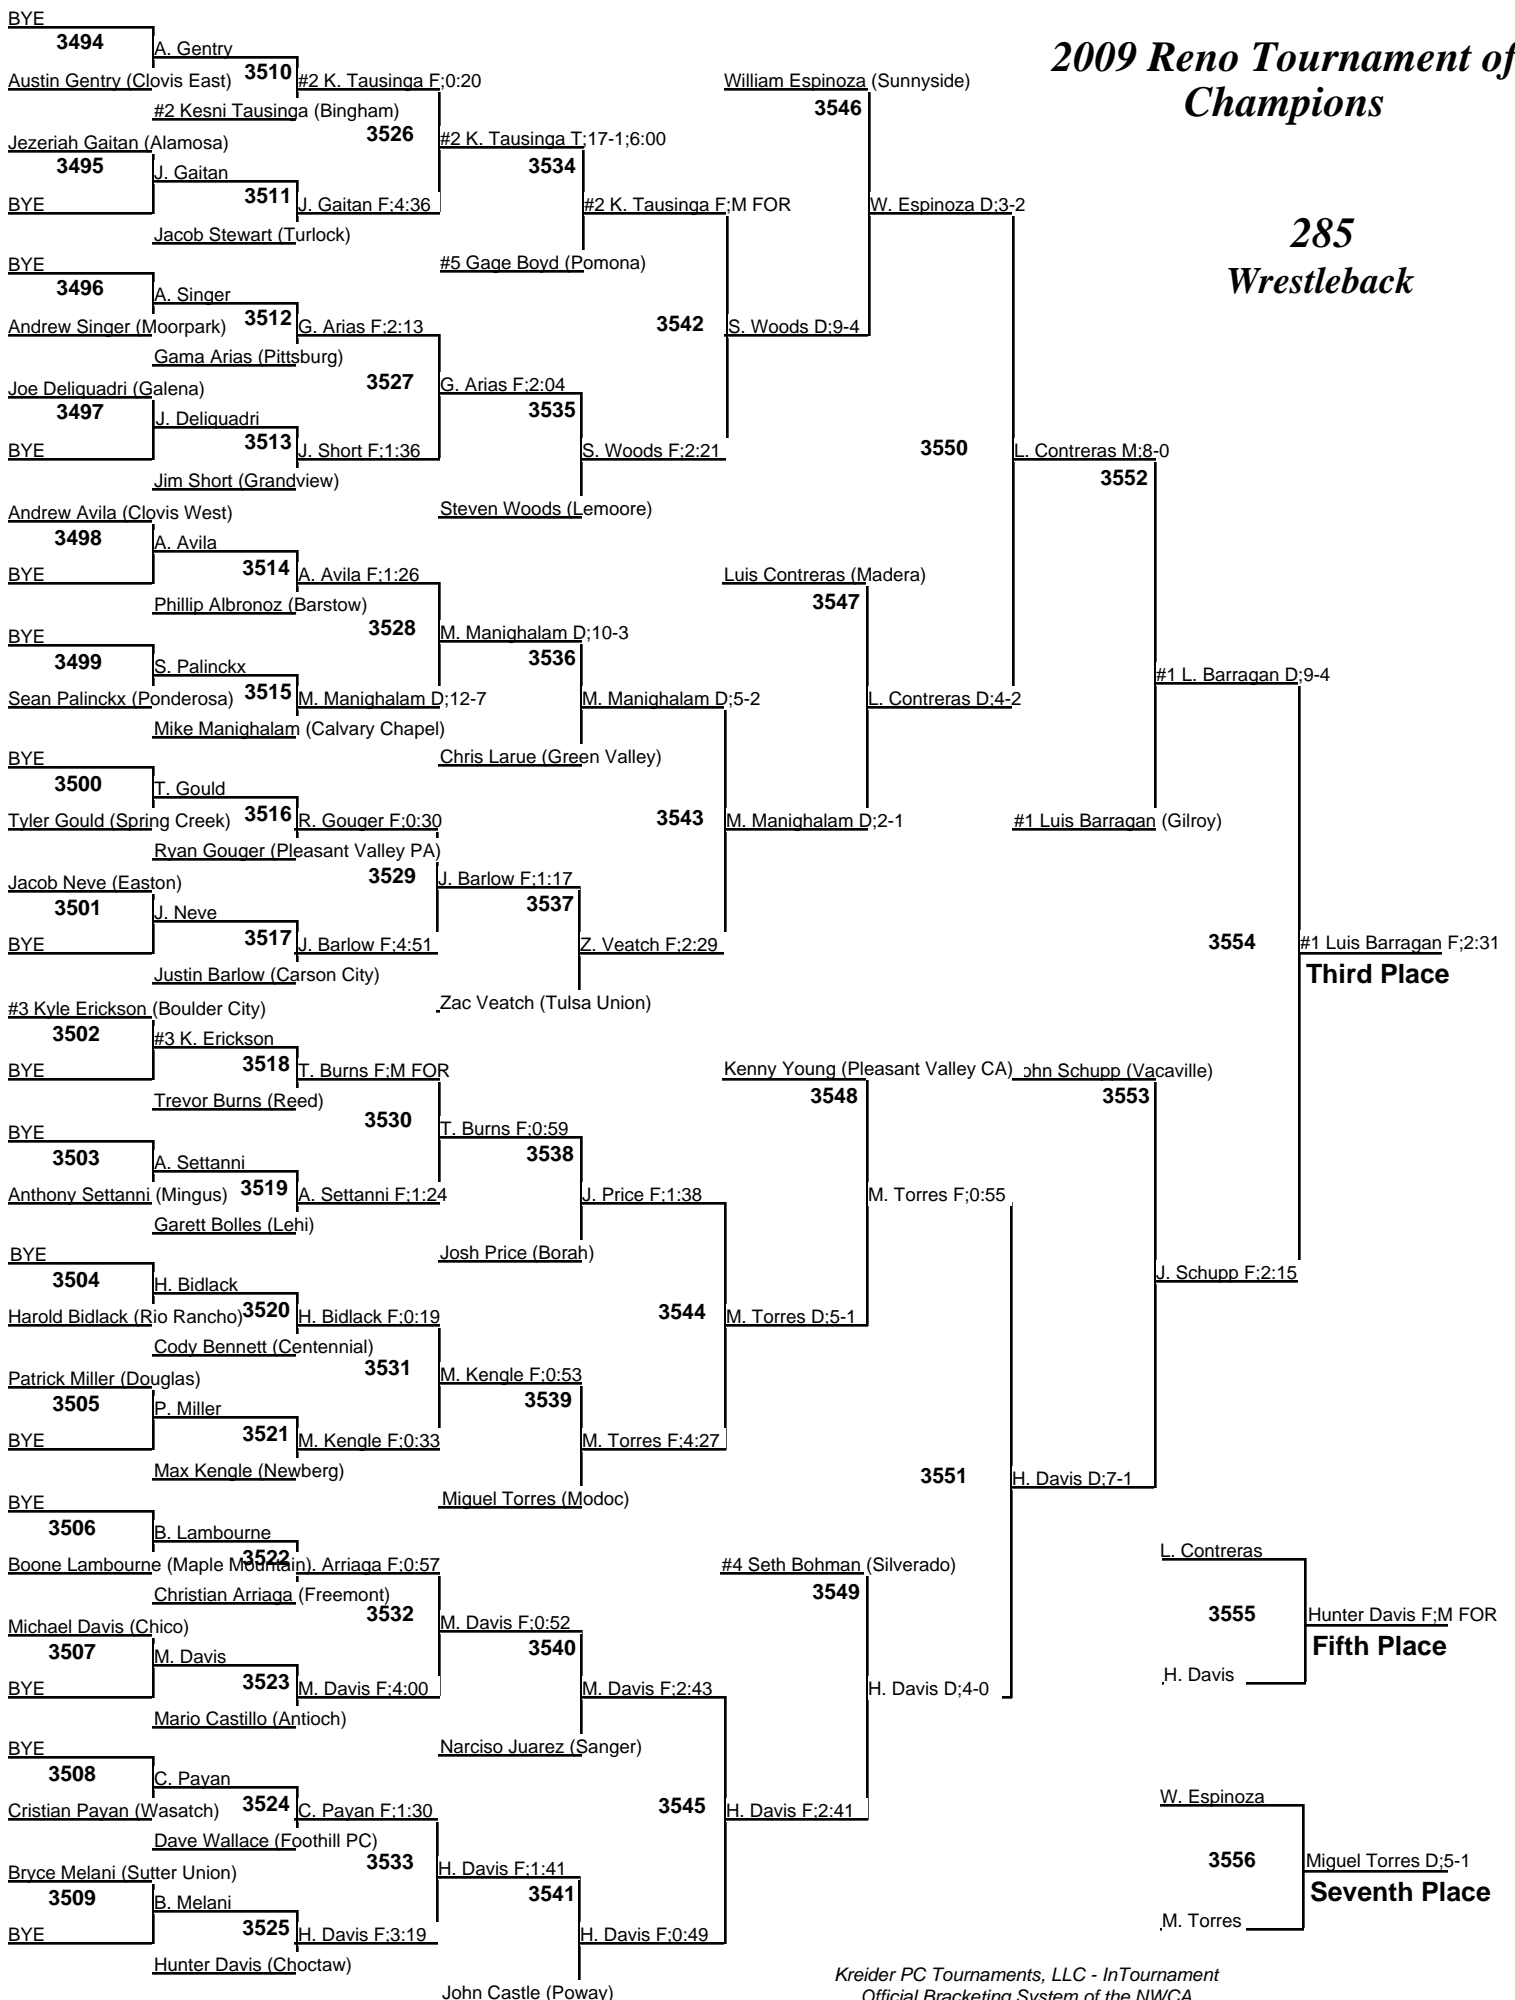 2009 Reno Tournament of
Champions
285
Wrestleback
BYE
3494
A. Gentry
Austin Gentry (Clovis East)
3510
#2 K. Tausinga F;0:20
#2 Kesni Tausinga (Bingham)
3526
#2 K. Tausinga T;17-1;6:00
Jezeriah Gaitan (Alamosa)
3495
J. Gaitan
BYE
3511
J. Gaitan F;4:36
Jacob Stewart (Turlock)
3534
#2 K. Tausinga F;M FOR
#5 Gage Boyd (Pomona)
BYE
3496
A. Singer
Andrew Singer (Moorpark)
3512
G. Arias F;2:13
Gama Arias (Pittsburg)
3527
G. Arias F;2:04
Joe Deliquadri (Galena)
3497
J. Deliquadri
BYE
3513
J. Short F;1:36
Jim Short (Grandview)
3535
S. Woods F;2:21
Steven Woods (Lemoore)
3542
S. Woods D;9-4
William Espinoza (Sunnyside)
3546
W. Espinoza D;3-2
Andrew Avila (Clovis West)
3498
A. Avila
BYE
3514
A. Avila F;1:26
Phillip Albronoz (Barstow)
3528
M. Manighalam D;10-3
BYE
3499
S. Palinckx
Sean Palinckx (Ponderosa)
3515
M. Manighalam D;12-7
Mike Manighalam (Calvary Chapel)
3536
M. Manighalam D;5-2
Chris Larue (Green Valley)
BYE
3500
T. Gould
Tyler Gould (Spring Creek)
3516
R. Gouger F;0:30
Ryan Gouger (Pleasant Valley PA)
3529
J. Barlow F;1:17
Jacob Neve (Easton)
3501
J. Neve
BYE
3517
J. Barlow F;4:51
Justin Barlow (Carson City)
3537
Z. Veatch F;2:29
Zac Veatch (Tulsa Union)
3543
M. Manighalam D;2-1
Luis Contreras (Madera)
3547
L. Contreras D;4-2
3550
L. Contreras M;8-0
3552
#1 L. Barragan D;9-4
#1 Luis Barragan (Gilroy)
3554
#1 Luis Barragan F;2:31
Third Place
#3 Kyle Erickson (Boulder City)
3502
#3 K. Erickson
BYE
3518
T. Burns F;M FOR
Trevor Burns (Reed)
3530
T. Burns F;0:59
BYE
3503
A. Settanni
Anthony Settanni (Mingus)
3519
A. Settanni F;1:24
Garett Bolles (Lehi)
3538
J. Price F;1:38
Josh Price (Borah)
BYE
3504
H. Bidlack
Harold Bidlack (Rio Rancho)
3520
H. Bidlack F;0:19
Cody Bennett (Centennial)
3531
M. Kengle F;0:53
Patrick Miller (Douglas)
3505
P. Miller
BYE
3521
M. Kengle F;0:33
Max Kengle (Newberg)
3539
M. Torres F;4:27
Miguel Torres (Modoc)
3544
M. Torres D;5-1
Kenny Young (Pleasant Valley CA)
3548
M. Torres F;0:55
ohn Schupp (Vacaville)
3553
J. Schupp F;2:15
BYE
3506
B. Lambourne
Boone Lambourne (Maple Mountain)
3522
. Arriaga F;0:57
Christian Arriaga (Freemont)
3532
M. Davis F;0:52
Michael Davis (Chico)
3507
M. Davis
BYE
3523
M. Davis F;4:00
Mario Castillo (Antioch)
3540
M. Davis F;2:43
Narciso Juarez (Sanger)
BYE
3508
C. Payan
Cristian Payan (Wasatch)
3524
C. Payan F;1:30
Dave Wallace (Foothill PC)
3533
H. Davis F;1:41
Bryce Melani (Sutter Union)
3509
B. Melani
BYE
3525
H. Davis F;3:19
Hunter Davis (Choctaw)
3541
H. Davis F;0:49
John Castle (Poway)
3545
H. Davis F;2:41
#4 Seth Bohman (Silverado)
3549
H. Davis D;4-0
3551
H. Davis D;7-1
L. Contreras
3555
Hunter Davis F;M FOR
Fifth Place
H. Davis
W. Espinoza
3556
Miguel Torres D;5-1
Seventh Place
M. Torres
Kreider PC Tournaments, LLC - InTournament
Official Bracketing System of the NWCA